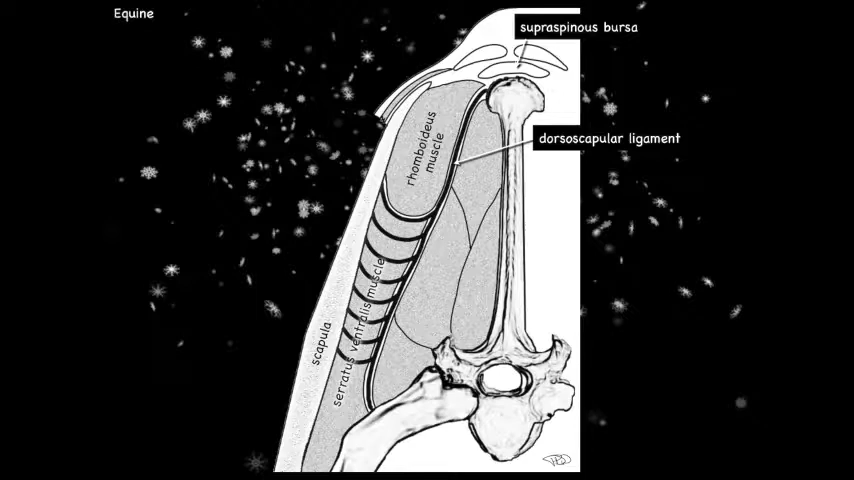 Equine
supraspinous bursa
dorsoscapular ligament
rhomboideus
muscle
serratus ventralis muscle
scapula